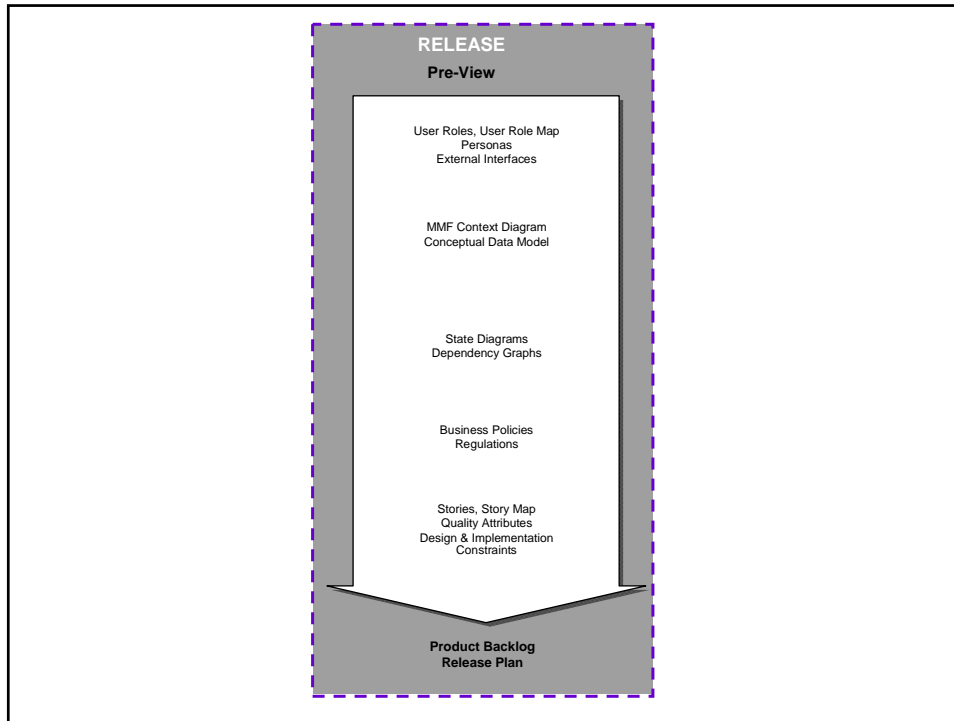 RELEASE
Pre-View
User Roles, User Role Map
Personas
External Interfaces
MMF Context Diagram
Conceptual Data Model
State Diagrams
Dependency Graphs
Business Policies
Regulations
Stories, Story Map
Quality Attributes
Design & Implementation
Constraints
Product Backlog
Release Plan